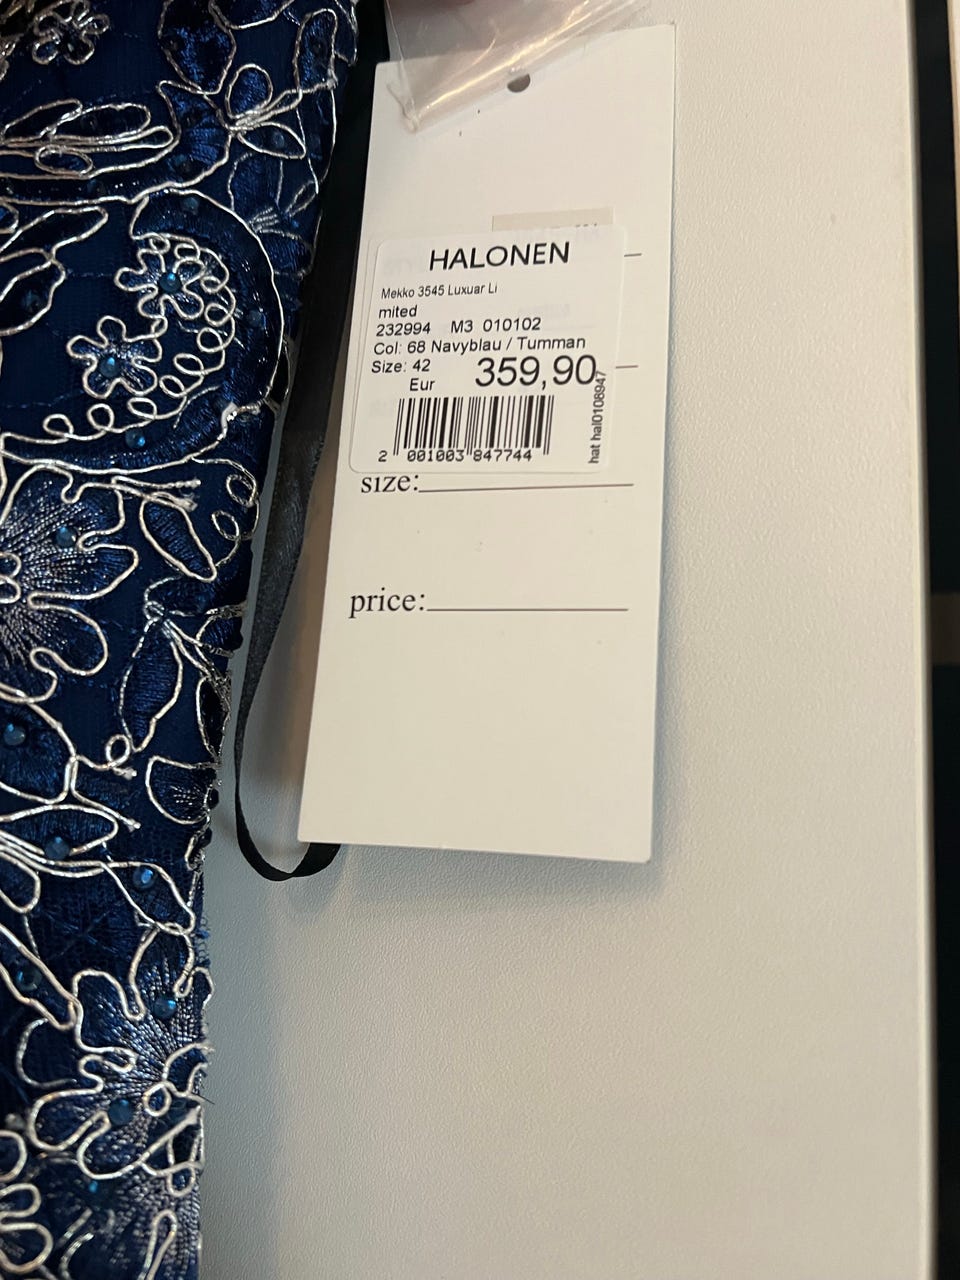 HALONEN
Mekko 3545 Luxuar Li
mited
232994 M3 010102
Col: 68 Navyblau / Tumman
Size: 42
Eur 359,90
2 001003 847744
hat hal0108947
size:
price: